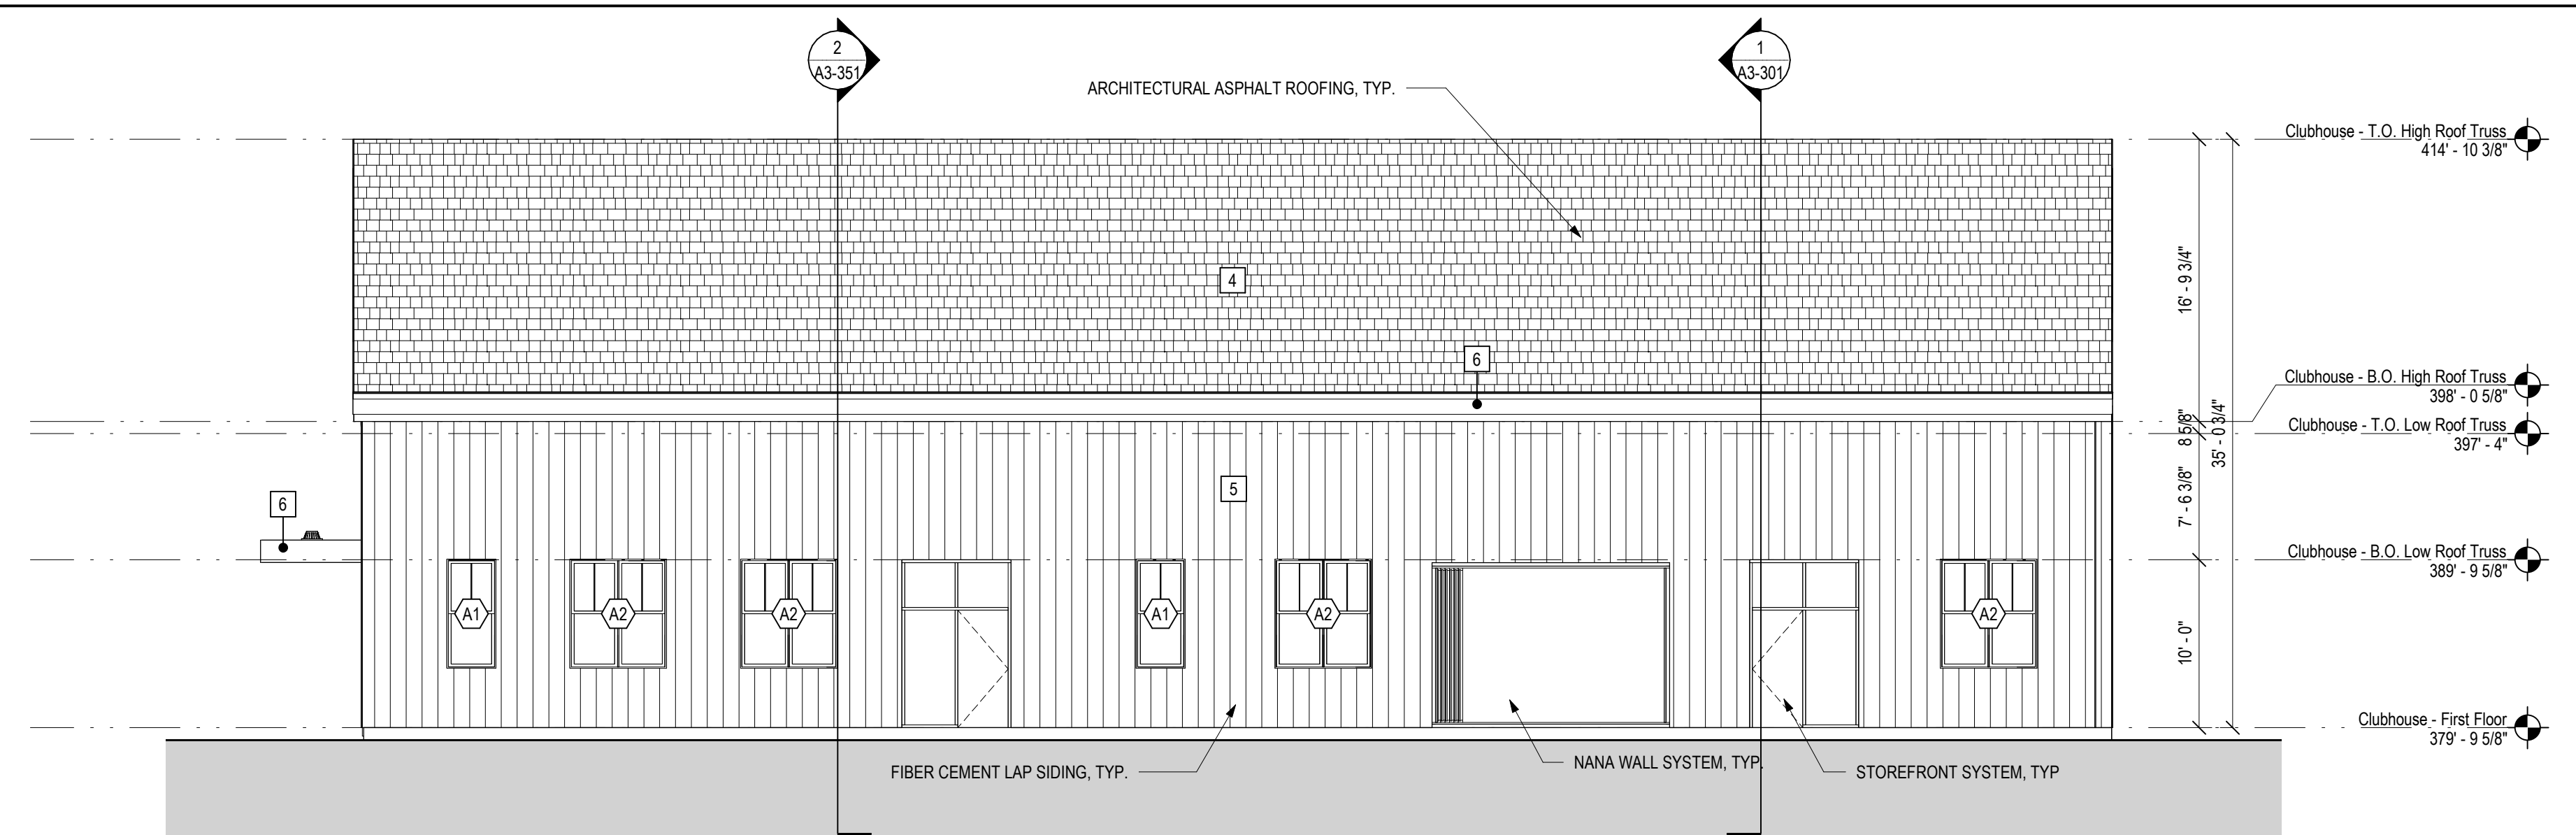 2
A3-351
1
A3-301
ARCHITECTURAL ASPHALT ROOFING, TYP.
Clubhouse - T.O. High Roof Truss
414' - 10 3/8"
4
16' - 9 3/4"
6
Clubhouse - B.O. High Roof Truss
398' - 0 5/8"
8 5/8"
35' - 0 3/4"
Clubhouse - T.O. Low Roof Truss
397' - 4"
5
6
7' - 6 3/8"
Clubhouse - B.O. Low Roof Truss
389' - 9 5/8"
A1
A2
A2
A1
A2
A2
10' - 0"
Clubhouse - First Floor
379' - 9 5/8"
FIBER CEMENT LAP SIDING, TYP.
NANA WALL SYSTEM, TYP.
STOREFRONT SYSTEM, TYP